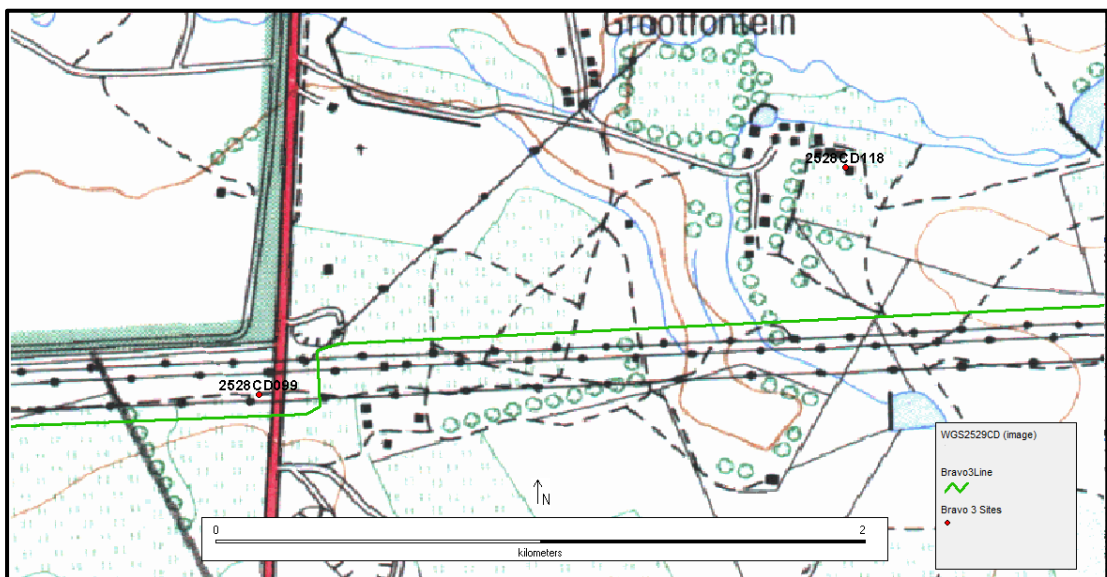 Grootfontein
2528CD118
2528CD099
WGS2529CD (image)
Bravo3Line
Bravo 3 Sites
N
0 2
kilometers